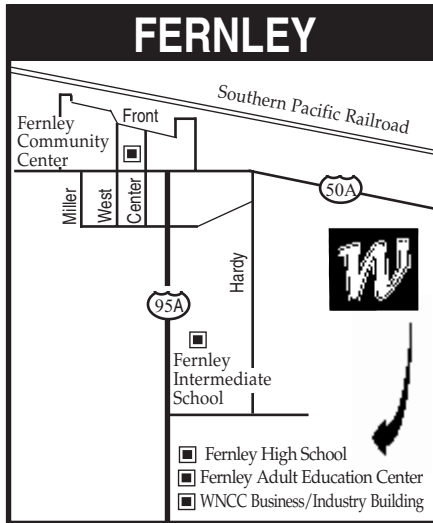 FERNLEY
Southern Pacific Railroad
Front
Fernley
Community
Center
50A
Miller
West
Center
Hardy
W
95A
Fernley
Intermediate
School
Fernley High School
Fernley Adult Education Center
WNCC Business/Industry Building